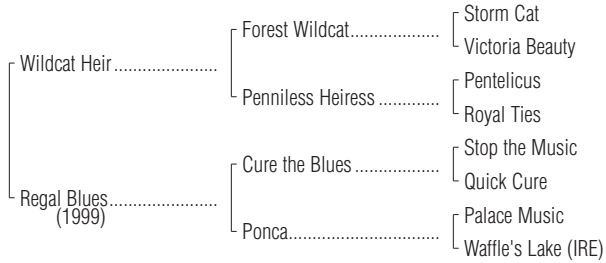 Storm Cat
Forest Wildcat....................
Victoria Beauty
Wildcat Heir.......................
Pentelicus
Penniless Heiress .............
Royal Ties
Stop the Music
Cure the Blues ...................
Quick Cure
Regal Blues........................
(1999)
Palace Music
Ponca..................................
Waffle's Lake (IRE)